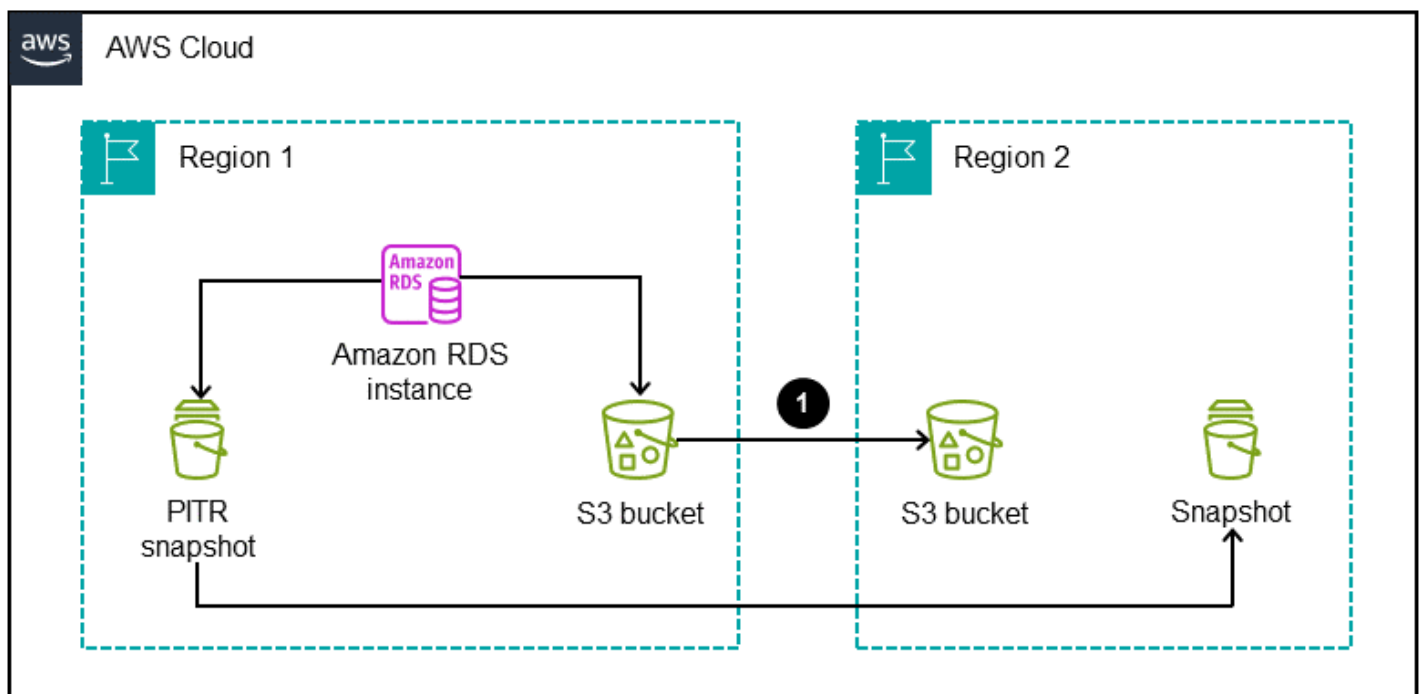 aws
AWS Cloud
Region 1
Region 2
Amazon
RDS
Amazon RDS
instance
1
PITR
snapshot
S3 bucket
S3 bucket
Snapshot